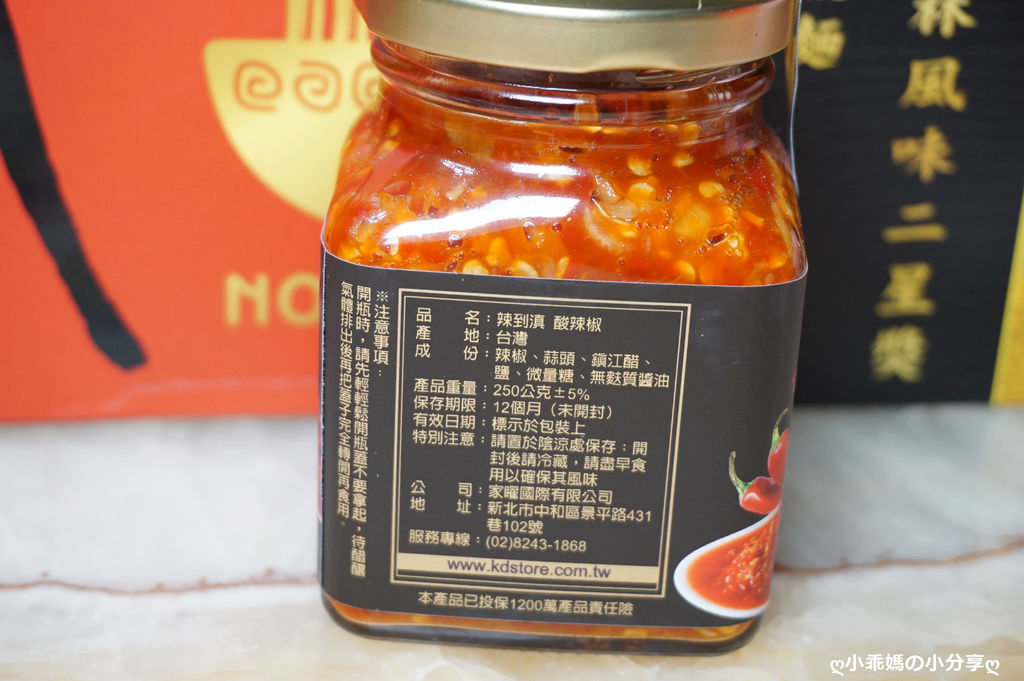 NO
麵
森風味二星獎
※注意事項：
開瓶時，請先輕輕鬆開瓶蓋不要拿起，待醋釀
氣體排出後再把蓋子完全轉開再食用。
品　　名：辣到滇 酸辣椒
產　　地：台灣
成　　份：辣椒、蒜頭、鎮江醋、
鹽、微量糖、無麩質醬油
產品重量：250公克±5%
保存期限：12個月（未開封）
有效日期：標示於包裝上
特別注意：請置於陰涼處保存；開
封後請冷藏，請盡早食
用以確保其風味
公　　司：家曜國際有限公司
地　　址：新北市中和區景平路431
巷102號
服務專線：(02)8243-1868
www.kdstore.com.tw
本產品已投保1200萬產品責任險
ღ小乖媽の小分享ღ